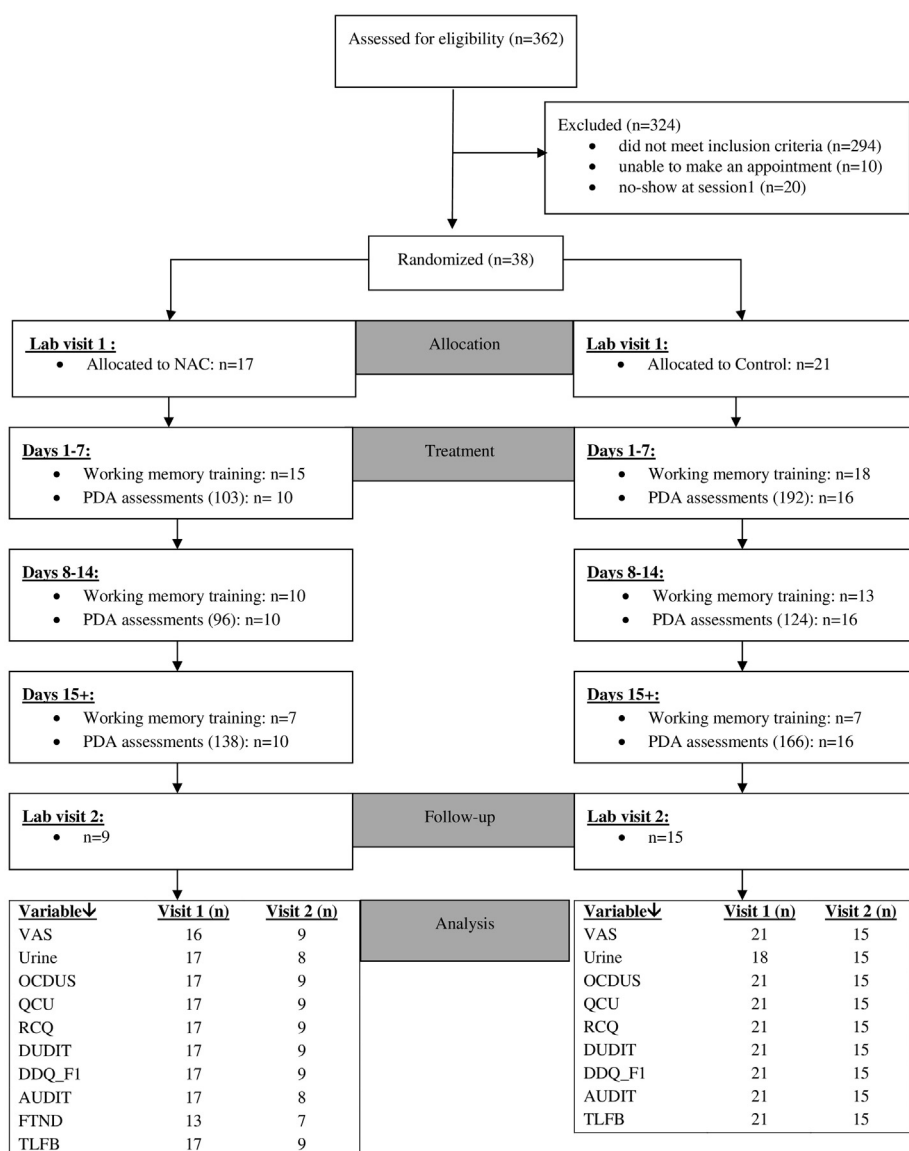 Assessed for eligibility (n=362)
Excluded (n=324)
• did not meet inclusion criteria (n=294)
• unable to make an appointment (n=10)
• no-show at session1 (n=20)
Randomized (n=38)
Lab visit 1 :
• Allocated to NAC: n=17
Allocation
Lab visit 1:
• Allocated to Control: n=21
Days 1-7:
• Working memory training: n=15
• PDA assessments (103): n= 10
Treatment
Days 1-7:
• Working memory training: n=18
• PDA assessments (192): n=16
Days 8-14:
• Working memory training: n=10
• PDA assessments (96): n=10
Days 8-14:
• Working memory training: n=13
• PDA assessments (124): n=16
Days 15+:
• Working memory training: n=7
• PDA assessments (138): n=10
Days 15+:
• Working memory training: n=7
• PDA assessments (166): n=16
Lab visit 2:
• n=9
Follow-up
Lab visit 2:
• n=15
Variable↓ Visit 1 (n) Visit 2 (n)
VAS 16 9
Urine 17 8
OCDUS 17 9
QCU 17 9
RCQ 17 9
DUDIT 17 9
DDQ_F1 17 9
AUDIT 17 8
FTND 13 7
TLFB 17 9
Analysis
Variable↓ Visit 1 (n) Visit 2 (n)
VAS 21 15
Urine 18 15
OCDUS 21 15
QCU 21 15
RCQ 21 15
DUDIT 21 15
DDQ_F1 21 15
AUDIT 21 15
TLFB 21 15